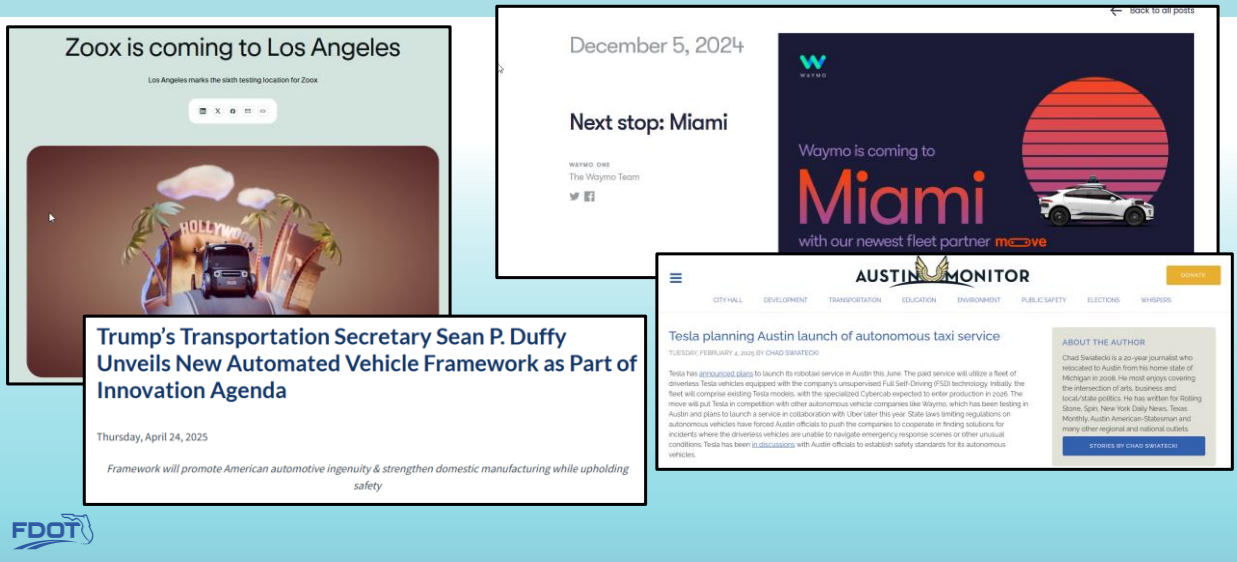 Zoox is coming to Los Angeles
Los Angeles marks the sixth testing location for Zoox
HOLLYWOOD
Back to all posts
December 5, 2024
Next stop: Miami
WAYMO ONE
The Waymo Team
WAYMO
Waymo is coming to
Miami
with our newest fleet partner moove
Trump's Transportation Secretary Sean P. Duffy
Unveils New Automated Vehicle Framework as Part of
Innovation Agenda
Thursday, April 24, 2025
Framework will promote American automotive ingenuity & strengthen domestic manufacturing while upholding
safety
AUSTIN MONITOR
DONATE
CITY HALL DEVELOPMENT TRANSPORTATION EDUCATION ENVIRONMENT PUBLIC SAFETY ELECTIONS WHISPERS
Tesla planning Austin launch of autonomous taxi service
TUESDAY, FEBRUARY 4, 2025 BY CHAD SWIATECKI
Tesla has announced plans to launch its robotaxi service in Austin this June. The paid service will utilize a fleet of
driverless Tesla vehicles equipped with the company's unsupervised Full Self-Driving (FSD) technology. Initially, the
fleet will comprise existing Tesla models, with the specialized Cybercab expected to enter production in 2026. The
move will put Tesla in competition with other autonomous vehicle companies like Waymo, which has been testing in
Austin and plans to launch a service in collaboration with Uber later this year. State laws limiting regulations on
autonomous vehicles have forced Austin officials to push the companies to cooperate in finding solutions for
incidents where the driverless vehicles are unable to navigate emergency response scenes or other unusual
conditions. Tesla has been in discussions with Austin officials to establish safety standards for its autonomous
vehicles.
ABOUT THE AUTHOR
Chad Swiatecki is a 20-year journalist who
relocated to Austin from his home state of
Michigan in 2008. He most enjoys covering
the intersection of arts, business and
local/state politics. He has written for Rolling
Stone, Spin, New York Daily News, Texas
Monthly, Austin American-Statesman and
many other regional and national outlets.
STORIES BY CHAD SWIATECKI
FDOT